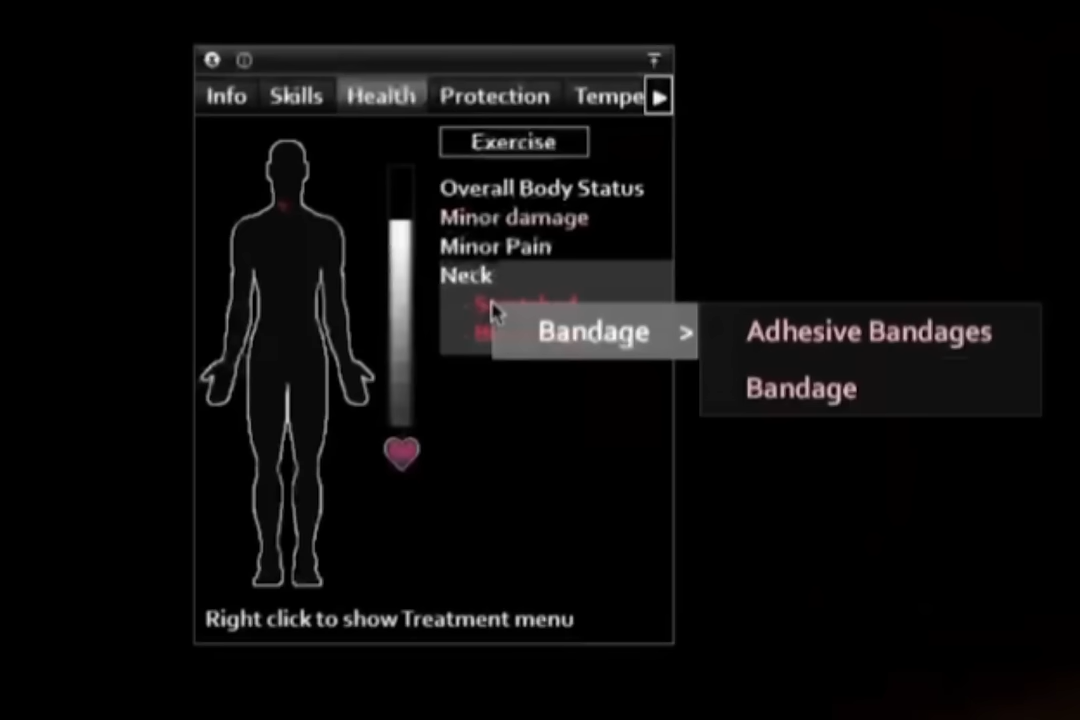 Info Skills Health Protection Tempe
Exercise
Overall Body Status
Minor damage
Minor Pain
Neck
Bandage >
Adhesive Bandages
Bandage
Right click to show Treatment menu